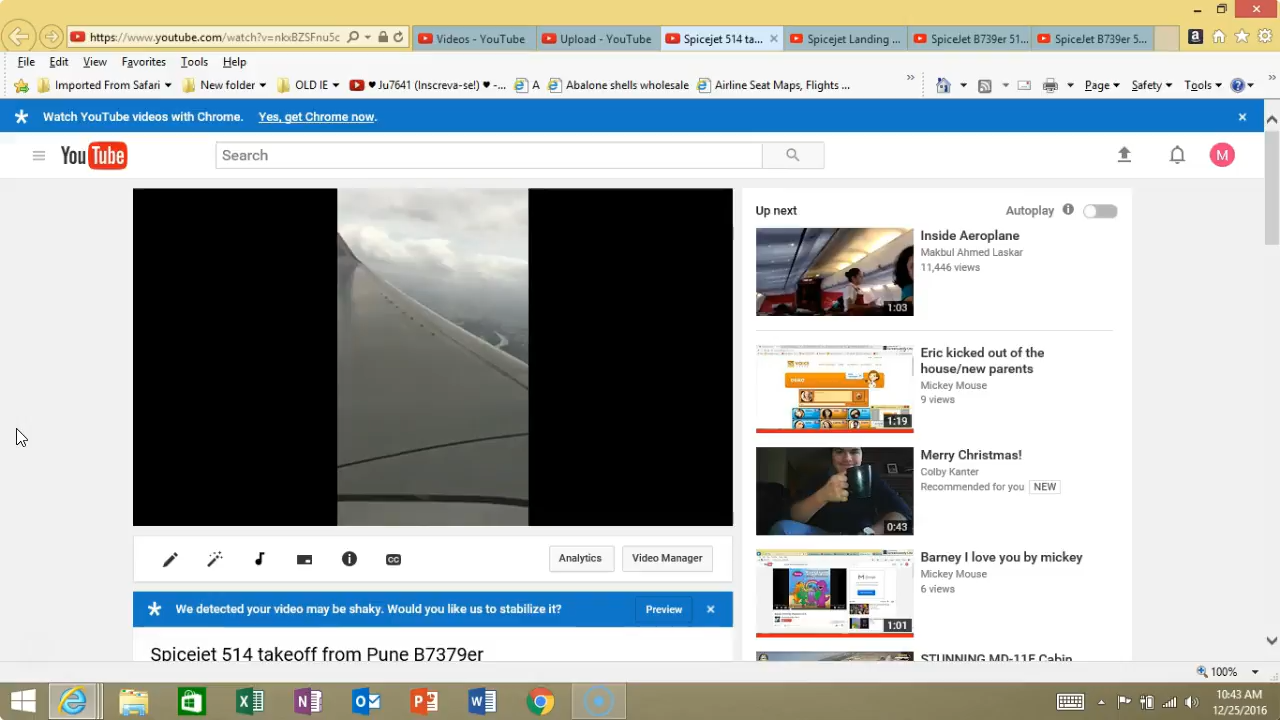 https://www.youtube.com/watch?v=nkxBZSFnu5c
Videos - YouTube
Upload - YouTube
Spicejet 514 ta...
Spicejet Landing ...
SpiceJet B739er 51...
SpiceJet B739er 5...
File Edit View Favorites Tools Help
Imported From Safari
New folder
OLD IE
♥ Ju7641 (Inscreva-se!) ♥ -...
A
Abalone shells wholesale
Airline Seat Maps, Flights ...
Page
Safety
Tools
Watch YouTube videos with Chrome. Yes, get Chrome now.
YouTube
Search
M
Up next
Autoplay
Inside Aeroplane
Makbul Ahmed Laskar
11,446 views
1:03
Eric kicked out of the
house/new parents
Mickey Mouse
9 views
1:19
Merry Christmas!
Colby Kanter
Recommended for you NEW
0:43
Barney I love you by mickey
Mickey Mouse
6 views
1:01
STUNNING MD-11F Cabin
CC
Analytics
Video Manager
We detected your video may be shaky. Would you like us to stabilize it?
Preview
Spicejet 514 takeoff from Pune B7379er
100%
10:43 AM
12/25/2016